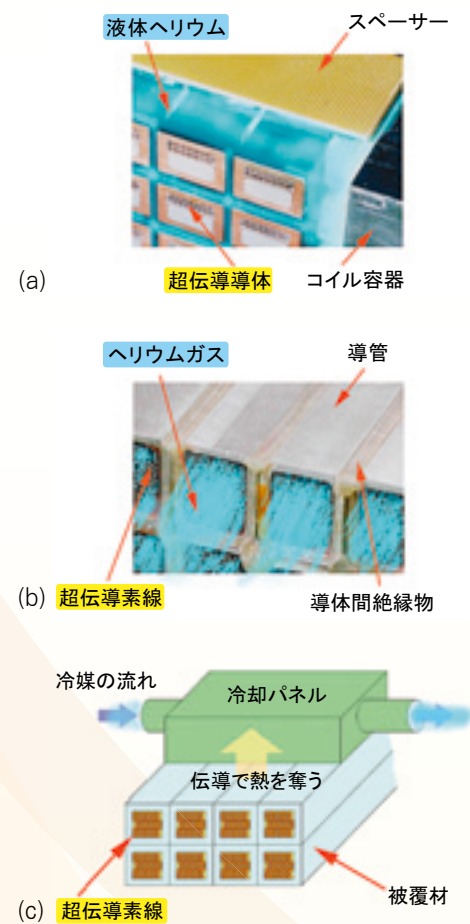 液体ヘリウム
スペーサー
(a)
超伝導導体
コイル容器
ヘリウムガス
導管
(b)
超伝導素線
導体間絶縁物
冷媒の流れ
冷却パネル
伝導で熱を奪う
(c)
超伝導素線
被覆材